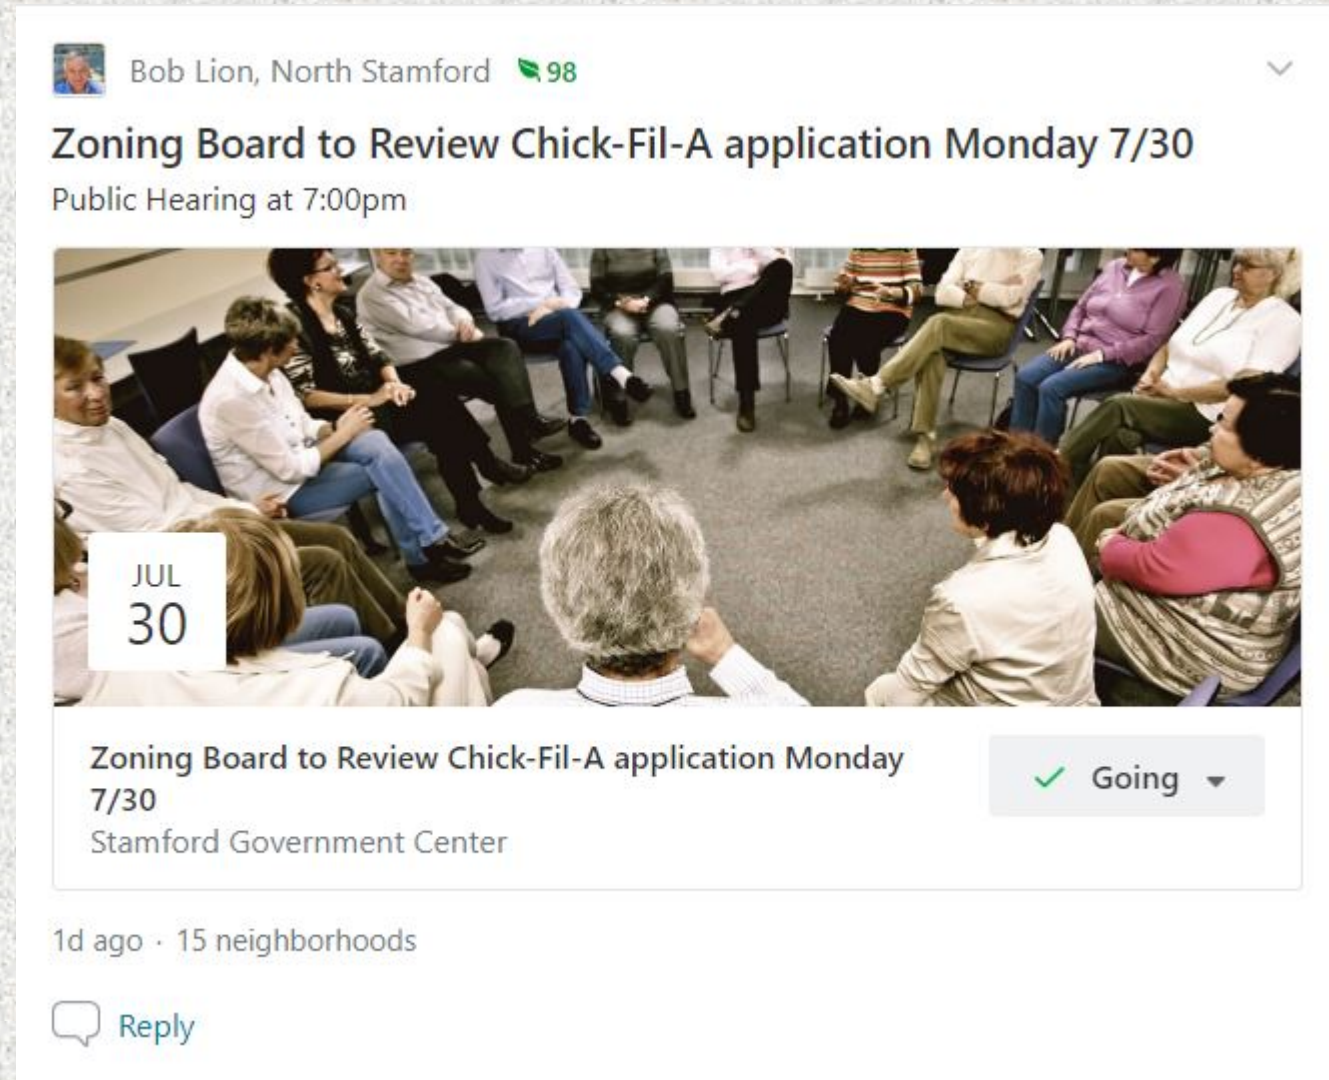 Bob Lion, North Stamford 98
Zoning Board to Review Chick-Fil-A application Monday 7/30
Public Hearing at 7:00pm
JUL
30
Zoning Board to Review Chick-Fil-A application Monday
7/30
Stamford Government Center
Going
1d ago · 15 neighborhoods
Reply